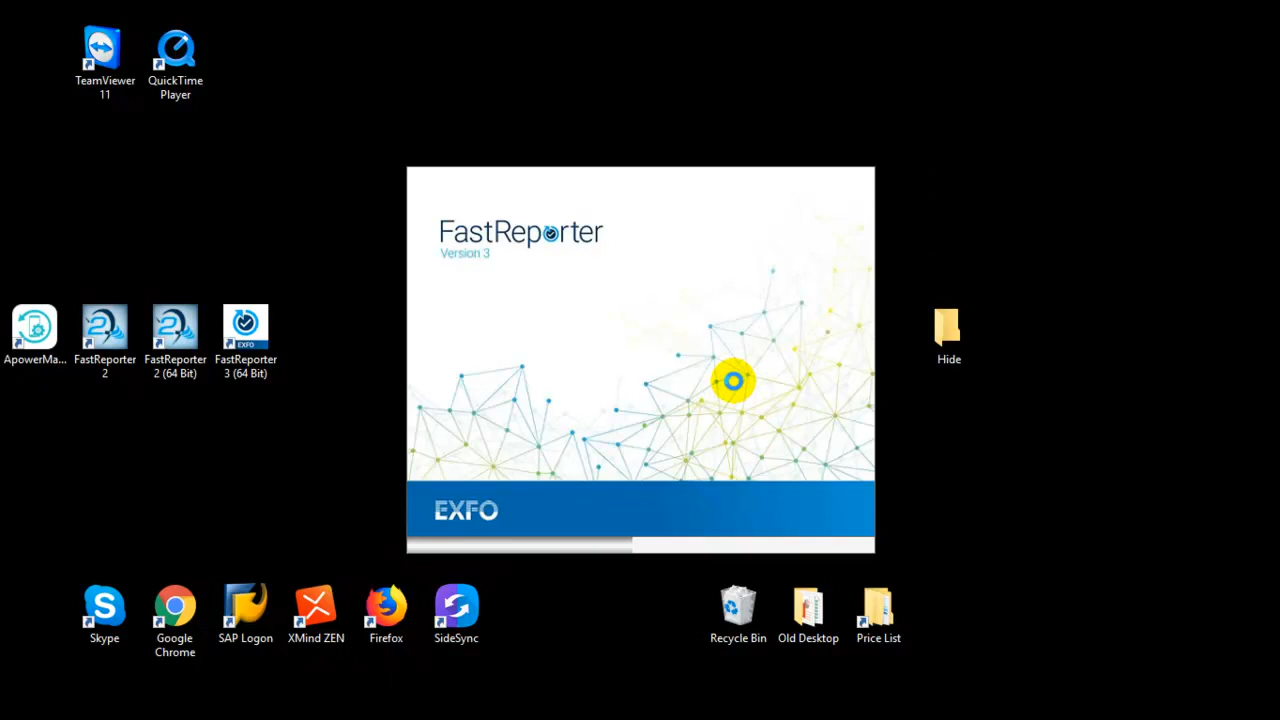 TeamViewer
11
QuickTime
Player
FastReporter
Version 3
ApowerMa...
FastReporter
2
FastReporter
2 (64 Bit)
EXFO
FastReporter
3 (64 Bit)
Hide
EXFO
Skype
Google
Chrome
SAP Logon
XMind ZEN
Firefox
SideSync
Recycle Bin
Old Desktop
Price List